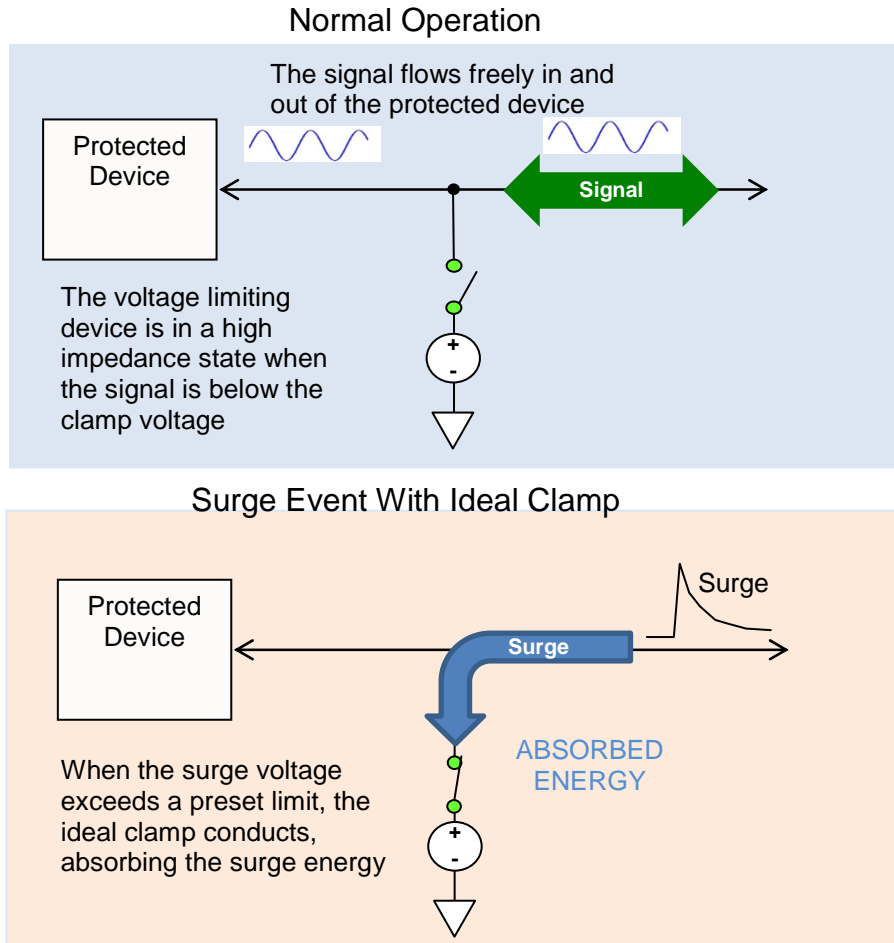 Normal Operation
The signal flows freely in and
out of the protected device
Protected
Device
Signal
The voltage limiting
device is in a high
impedance state when
the signal is below the
clamp voltage
+
-
Surge Event With Ideal Clamp
Surge
Protected
Device
Surge
ABSORBED
ENERGY
When the surge voltage
exceeds a preset limit, the
ideal clamp conducts,
absorbing the surge energy
+
-